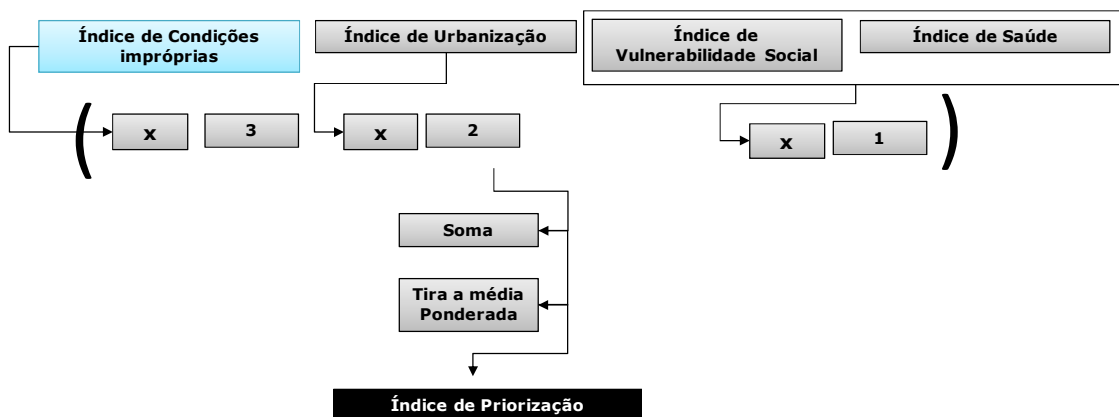 Índice de Condições
impróprias
Índice de Urbanização
Índice de
Vulnerabilidade Social
Índice de Saúde
( x 3 x 2 x 1 )
Soma
Tira a média
Ponderada
Índice de Priorização